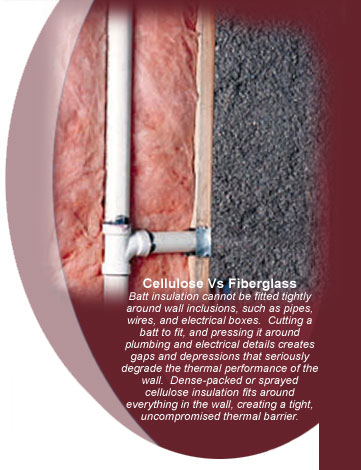 Cellulose Vs Fiberglass
Batt insulation cannot be fitted tightly
around wall inclusions, such as pipes,
wires, and electrical boxes.  Cutting a
batt to fit, and pressing it around
plumbing and electrical details creates
gaps and depressions that seriously
degrade the thermal performance of the
wall.  Dense-packed or sprayed
cellulose insulation fits around
everything in the wall, creating a tight,
uncompromised thermal barrier.